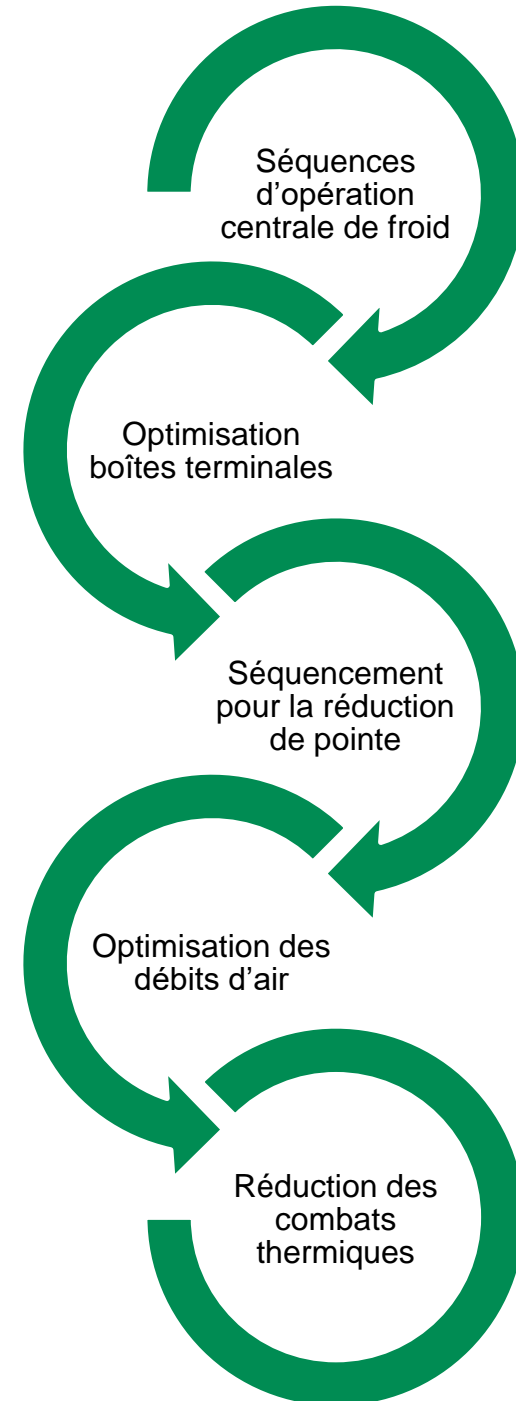 Séquences
d’opération
centrale de froid
Optimisation
boîtes terminales
Séquencement
pour la réduction
de pointe
Optimisation des
débits d’air
Réduction des
combats
thermiques